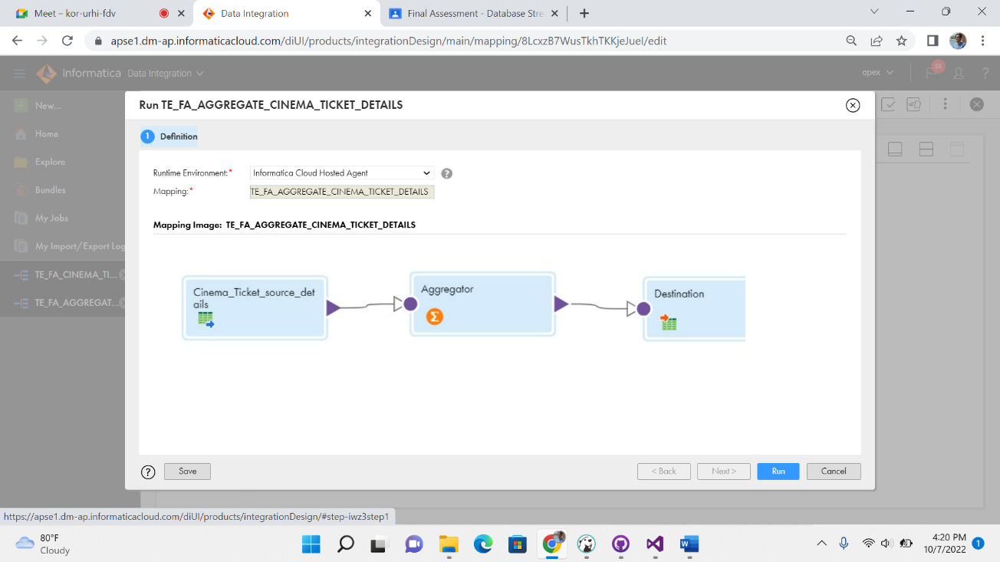 Meet – kor-urhi-fdv
Data Integration
Final Assessment - Database Stre
apse1.dm-ap.informaticacloud.com/diUI/products/integrationDesign/main/mapping/8LcxzB7WusTkhTKKjeJueI/edit
Informatica Data Integration
apex
?
New...
Home
Explore
Bundles
My Jobs
My Import/Export Log
TE_FA_CINEMA_TI...
TE_FA_AGGREGAT...
Run TE_FA_AGGREGATE_CINEMA_TICKET_DETAILS
1 Definition
Runtime Environment:* Informatica Cloud Hosted Agent ?
Mapping:* TE_FA_AGGREGATE_CINEMA_TICKET_DETAILS
Mapping Image: TE_FA_AGGREGATE_CINEMA_TICKET_DETAILS
Cinema_Ticket_source_det
ails
Aggregator
Σ
Destination
? Save < Back Next > Run Cancel
https://apse1.dm-ap.informaticacloud.com/diUI/products/integrationDesign/#step-iwz3step1
80°F
Cloudy
W
4:20 PM
10/7/2022
1